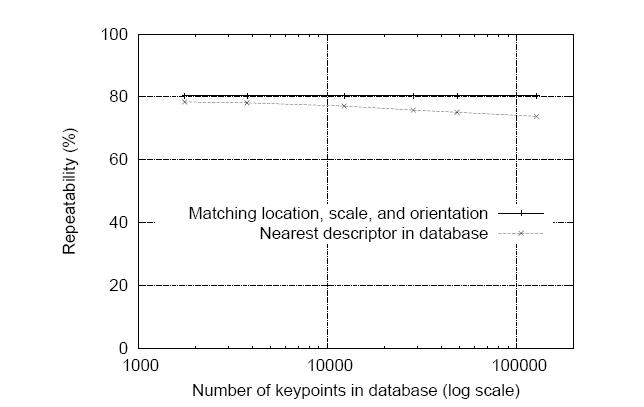 100
80
60
40
20
0
Repeatability (%)
Matching location, scale, and orientation
Nearest descriptor in database
1000 10000 100000
Number of keypoints in database (log scale)